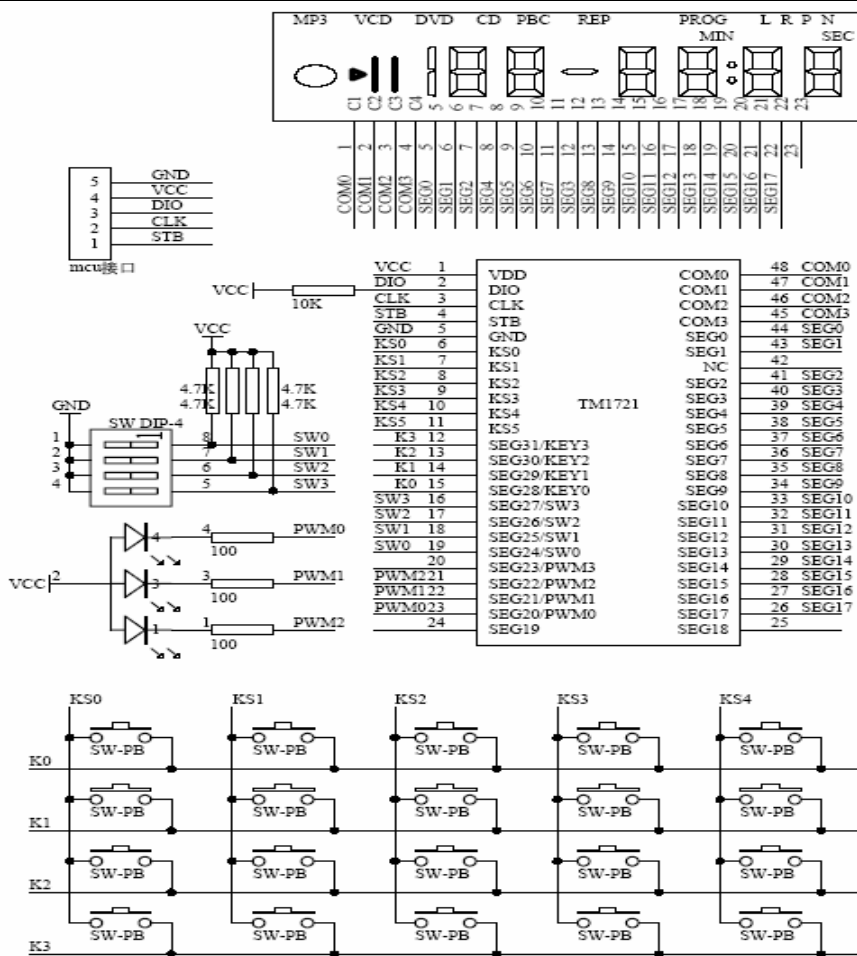 MP3 VCD DVD CD PBC REP PROG L R P N
MIN SEC
C1 C2 C3 C4 5 6 7 8 9 10 11 12 13 14 15 16 17 18 19 20 21 22 23
1 2 3 4 5 6 7 8 9 10 11 12 13 14 15 16 17 18 19 20 21 22 23
COM0 COM1 COM2 COM3 SEG0 SEG1 SEG2 SEG4 SEG5 SEG6 SEG7 SEG3 SEG8 SEG9 SEG10 SEG11 SEG12 SEG13 SEG14 SEG15 SEG16 SEG17
5 GND
4 VCC
3 DIO
2 CLK
1 STB
mcu接口
VCC 10K
VCC
4.7K 4.7K
4.7K 4.7K
GND
SW DIP-4
1 8 SW0
2 7 SW1
3 6 SW2
4 5 SW3
4 4 PWM0
100
VCC 2 3 3 PWM1
100
1 1 PWM2
100
TM1721
VCC 1 VDD
DIO 2 DIO
CLK 3 CLK
STB 4 STB
GND 5 GND
KS0 6 KS0
KS1 7 KS1
KS2 8 KS2
KS3 9 KS3
KS4 10 KS4
KS5 11 KS5
K3 12 SEG31/KEY3
K2 13 SEG30/KEY2
K1 14 SEG29/KEY1
K0 15 SEG28/KEY0
SW3 16 SEG27/SW3
SW2 17 SEG26/SW2
SW1 18 SEG25/SW1
SW0 19 SEG24/SW0
20 SEG23/PWM3
PWM2 21 SEG22/PWM2
PWM1 22 SEG21/PWM1
PWM0 23 SEG20/PWM0
24 SEG19
COM0 48 COM0
COM1 47 COM1
COM2 46 COM2
COM3 45 COM3
SEG0 44 SEG0
SEG1 43 SEG1
NC 42
SEG2 41 SEG2
SEG3 40 SEG3
SEG4 39 SEG4
SEG5 38 SEG5
SEG6 37 SEG6
SEG7 36 SEG7
SEG8 35 SEG8
SEG9 34 SEG9
SEG10 33 SEG10
SEG11 32 SEG11
SEG12 31 SEG12
SEG13 30 SEG13
SEG14 29 SEG14
SEG15 28 SEG15
SEG16 27 SEG16
SEG17 26 SEG17
SEG18 25
KS0 KS1 KS2 KS3 KS4
SW-PB SW-PB SW-PB SW-PB SW-PB
K0
SW-PB SW-PB SW-PB SW-PB SW-PB
K1
SW-PB SW-PB SW-PB SW-PB SW-PB
K2
SW-PB SW-PB SW-PB SW-PB SW-PB
K3